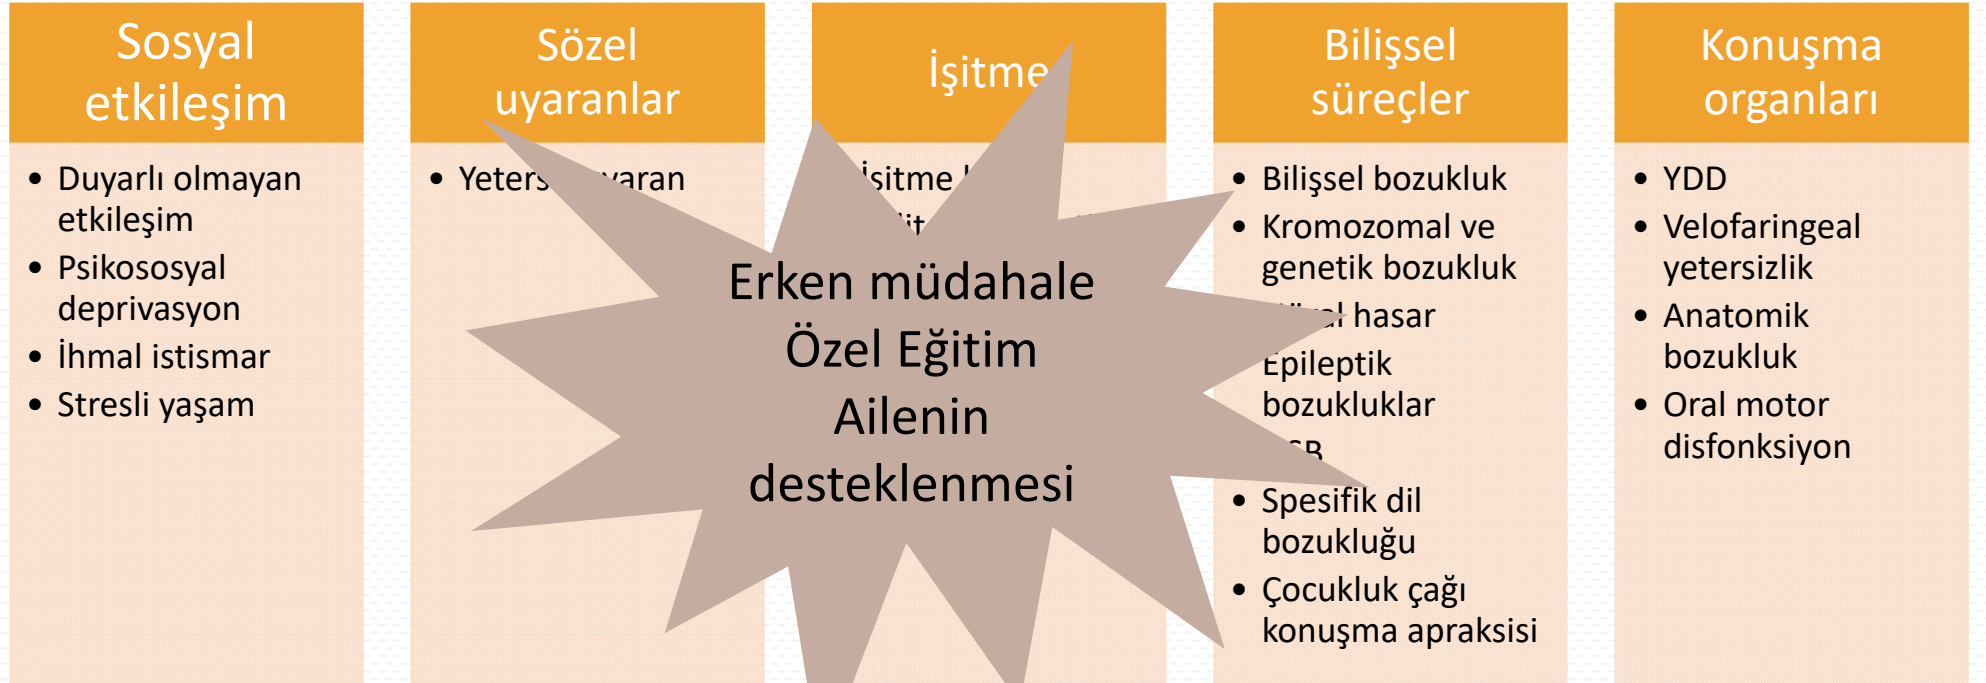 Sosyal
etkileşim
• Duyarlı olmayan
etkileşim
• Psikososyal
deprivasyon
• İhmal istismar
• Stresli yaşam
Sözel
uyaranlar
•
İşitme
İşitme
Bilişsel
süreçler
• Bilişsel bozukluk
• Kromozomal ve
genetik bozukluk
hasar
Epileptik
bozukluklar
• Spesifik dil
bozukluğu
• Çocukluk çağı
konuşma apraksisi
Konuşma
organları
• YDD
• Velofaringeal
yetersizlik
• Anatomik
bozukluk
• Oral motor
disfonksiyon
Erken müdahale
Özel Eğitim
Ailenin
desteklenmesi